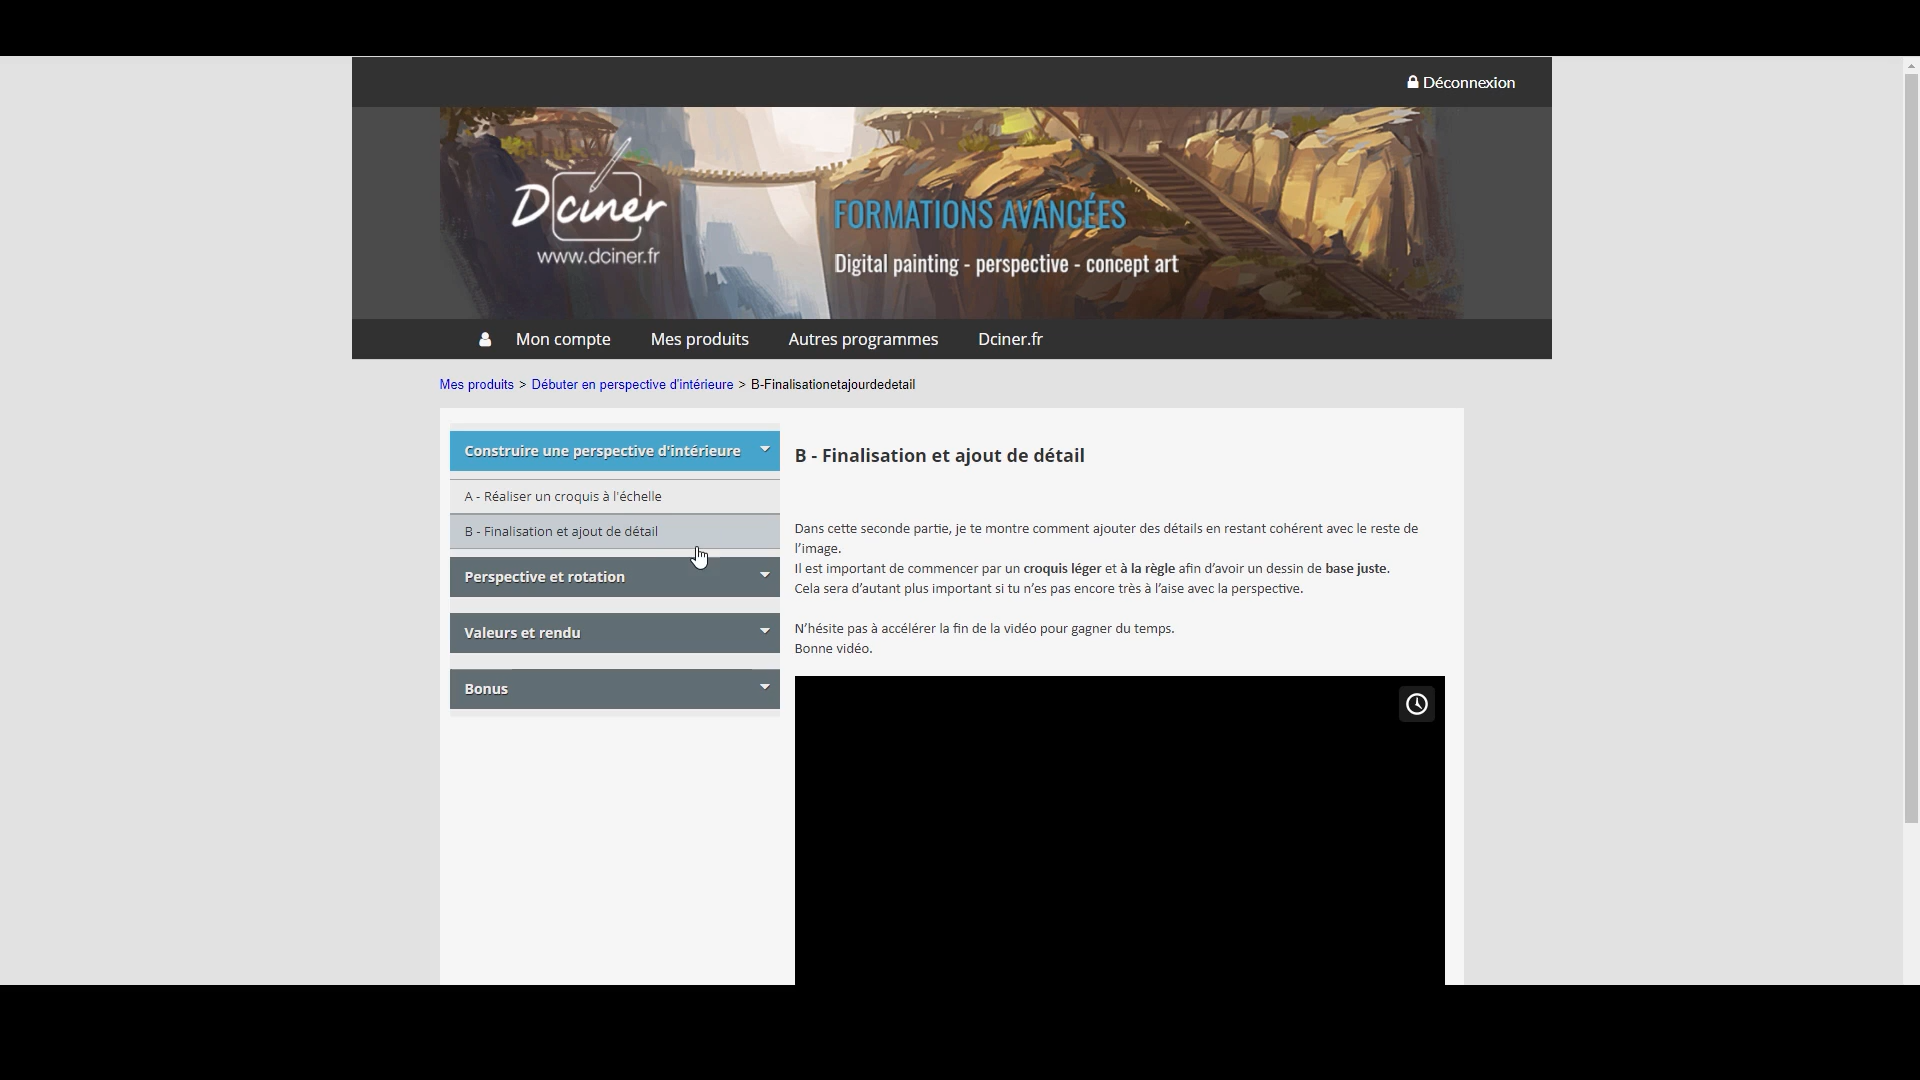 Déconnexion
Dciner
www.dciner.fr
FORMATIONS AVANCÉES
Digital painting - perspective - concept art
Mon compte Mes produits Autres programmes Dciner.fr
Mes produits > Débuter en perspective d'intérieure > B-Finalisationetajourdedetail
Construire une perspective d'intérieure
A - Réaliser un croquis à l'échelle
B - Finalisation et ajout de détail
Perspective et rotation
Valeurs et rendu
Bonus
B - Finalisation et ajout de détail
Dans cette seconde partie, je te montre comment ajouter des détails en restant cohérent avec le reste de
l’image.
Il est important de commencer par un croquis léger et à la règle afin d’avoir un dessin de base juste.
Cela sera d’autant plus important si tu n’es pas encore très à l’aise avec la perspective.
N’hésite pas à accélérer la fin de la vidéo pour gagner du temps.
Bonne vidéo.